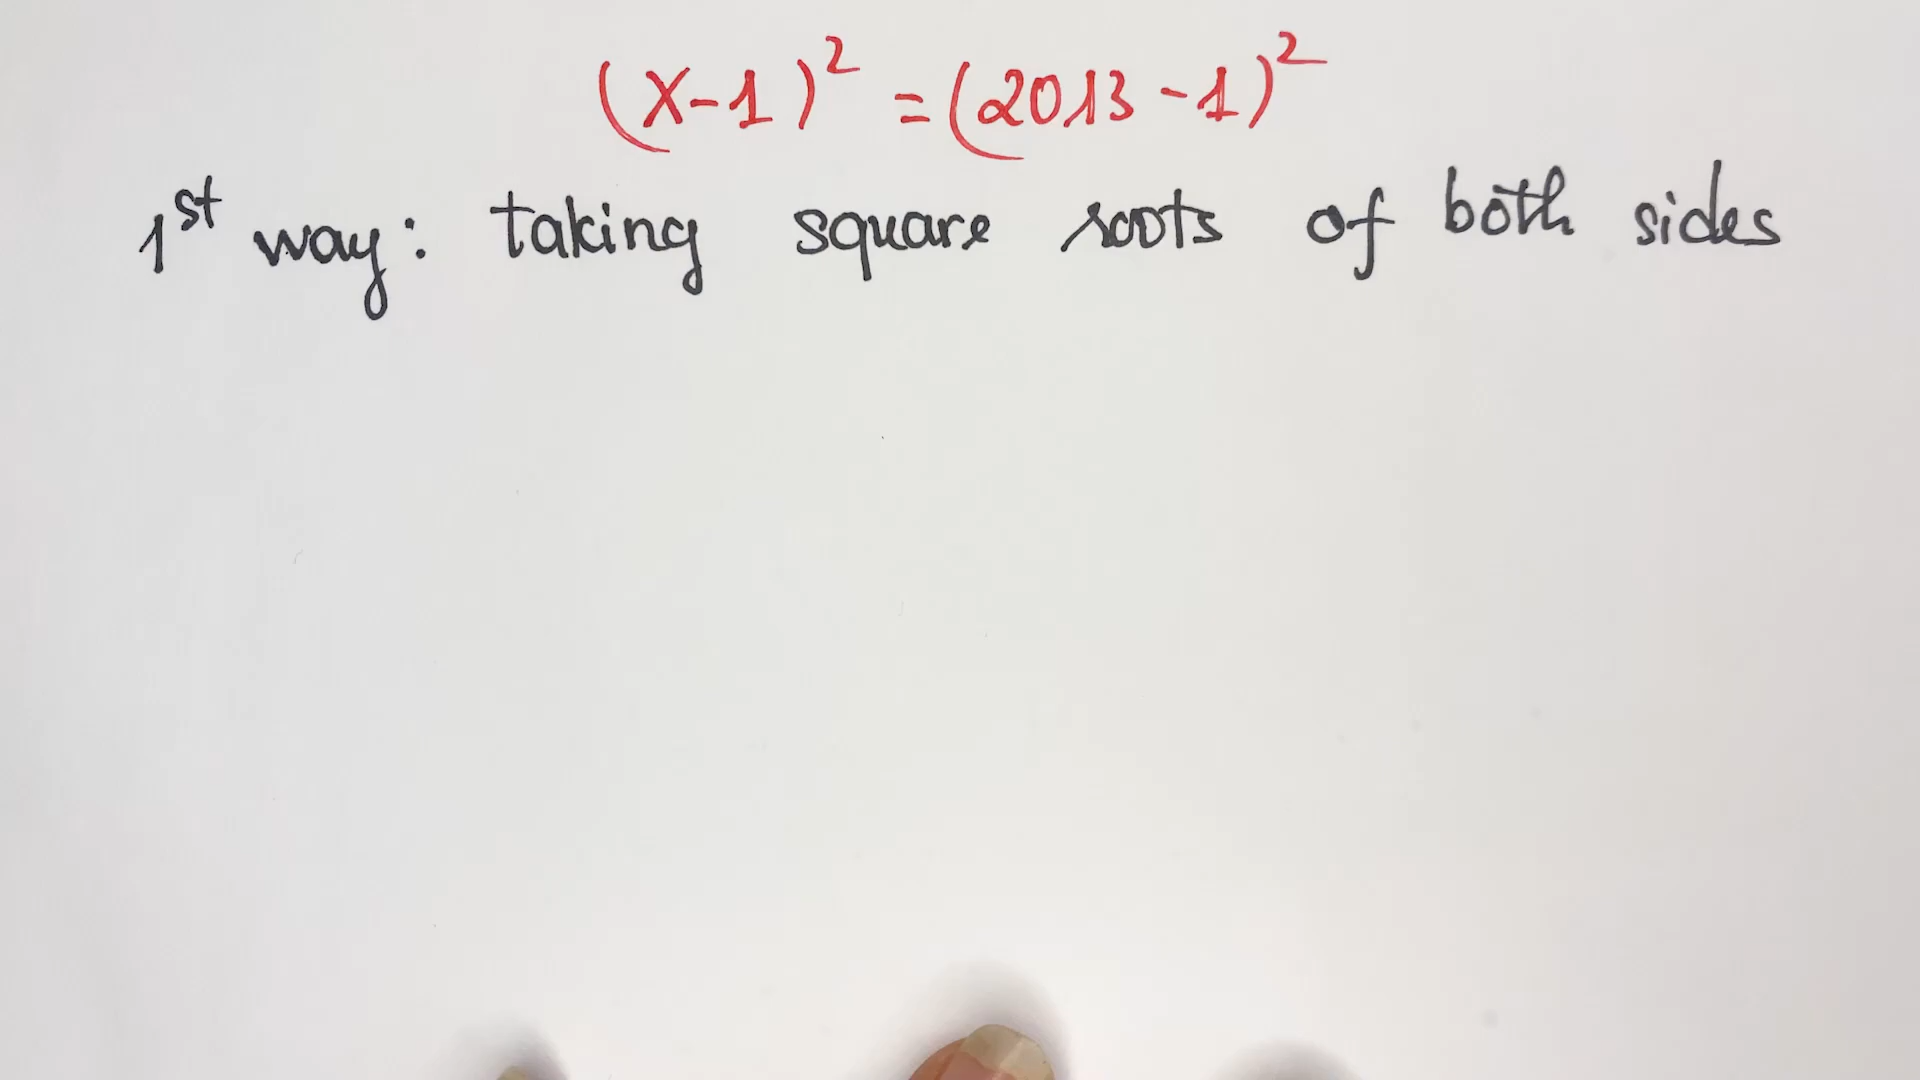 (x-1)² = (2013-1)²
1st way: taking square roots of both sides